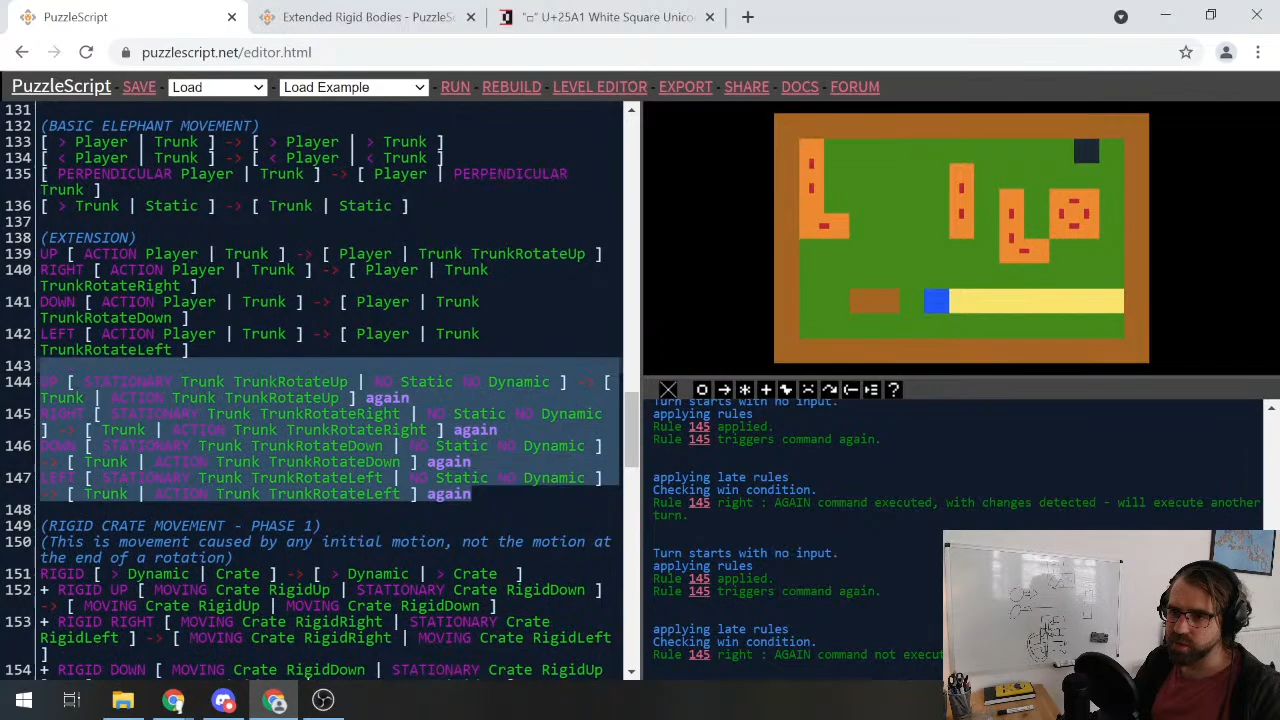 PuzzleScript
Extended Rigid Bodies - PuzzleSc
"□" U+25A1 White Square Unico
puzzlescript.net/editor.html
PuzzleScript - SAVE - Load Load Example - RUN - REBUILD - LEVEL EDITOR - EXPORT - SHARE - DOCS - FORUM
131
132 (BASIC ELEPHANT MOVEMENT)
133 [ > Player | Trunk ] -> [ > Player | > Trunk ]
134 [ < Player | Trunk ] -> [ < Player | < Trunk ]
135 [ PERPENDICULAR Player | Trunk ] -> [ Player | PERPENDICULAR
Trunk ]
136 [ > Trunk | Static ] -> [ Trunk | Static ]
137
138 (EXTENSION)
139 UP [ ACTION Player | Trunk ] -> [ Player | Trunk TrunkRotateUp ]
140 RIGHT [ ACTION Player | Trunk ] -> [ Player | Trunk
TrunkRotateRight ]
141 DOWN [ ACTION Player | Trunk ] -> [ Player | Trunk
TrunkRotateDown ]
142 LEFT [ ACTION Player | Trunk ] -> [ Player | Trunk
TrunkRotateLeft ]
143
144 UP [ STATIONARY Trunk TrunkRotateUp | NO Static NO Dynamic ] -> [
Trunk | ACTION Trunk TrunkRotateUp ] again
145 RIGHT [ STATIONARY Trunk TrunkRotateRight | NO Static NO Dynamic
] -> [ Trunk | ACTION Trunk TrunkRotateRight ] again
146 DOWN [ STATIONARY Trunk TrunkRotateDown | NO Static NO Dynamic ]
-> [ Trunk | ACTION Trunk TrunkRotateDown ] again
147 LEFT [ STATIONARY Trunk TrunkRotateLeft | NO Static NO Dynamic ]
-> [ Trunk | ACTION Trunk TrunkRotateLeft ] again
148
149 (RIGID CRATE MOVEMENT - PHASE 1)
150 (This is movement caused by any initial motion, not the motion at
the end of a rotation)
151 RIGID [ > Dynamic | Crate ] -> [ > Dynamic | > Crate ]
152 + RIGID UP [ MOVING Crate RigidUp | STATIONARY Crate RigidDown ]
-> [ MOVING Crate RigidUp | MOVING Crate RigidDown ]
153 + RIGID RIGHT [ MOVING Crate RigidRight | STATIONARY Crate
RigidLeft ] -> [ MOVING Crate RigidRight | MOVING Crate RigidLeft
]
154 + RIGID DOWN [ MOVING Crate RigidDown | STATIONARY Crate RigidUp
Turn starts with no input.
applying rules
Rule 145 applied.
Rule 145 triggers command again.
applying late rules
Checking win condition.
Rule 145 right : AGAIN command executed, with changes detected - will execute another
turn.
Turn starts with no input.
applying rules
Rule 145 applied.
Rule 145 triggers command again.
applying late rules
Checking win condition.
Rule 145 right : AGAIN command not execut